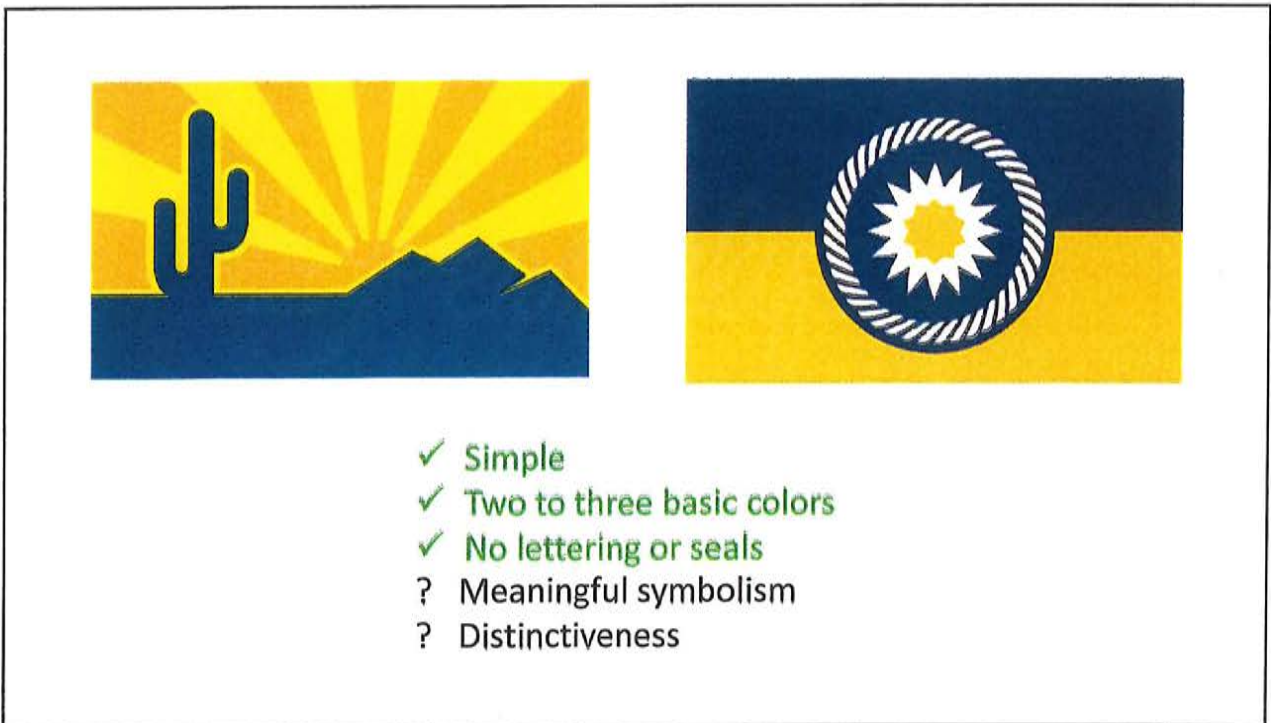 ✓ Simple
✓ Two to three basic colors
✓ No lettering or seals
? Meaningful symbolism
? Distinctiveness